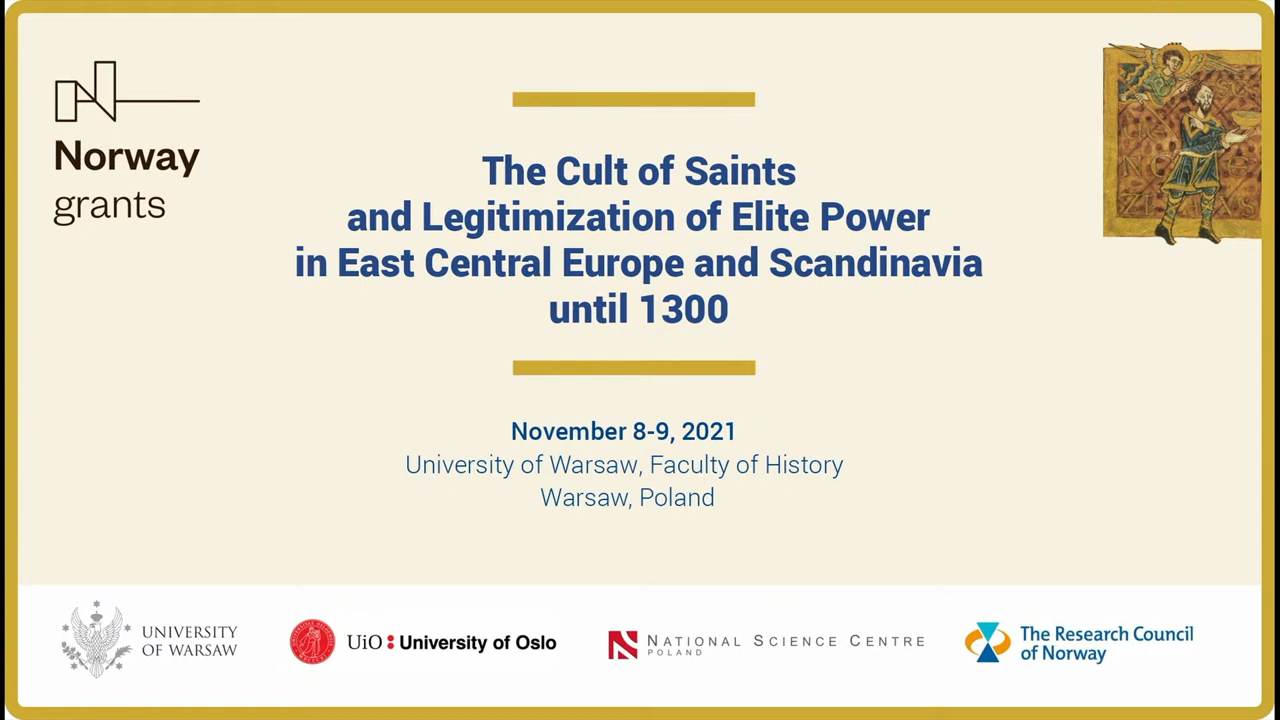 Norway
grants
The Cult of Saints
and Legitimization of Elite Power
in East Central Europe and Scandinavia
until 1300
November 8-9, 2021
University of Warsaw, Faculty of History
Warsaw, Poland
UNIVERSITY
OF WARSAW
UiO : University of Oslo
NATIONAL SCIENCE CENTRE
POLAND
The Research Council
of Norway